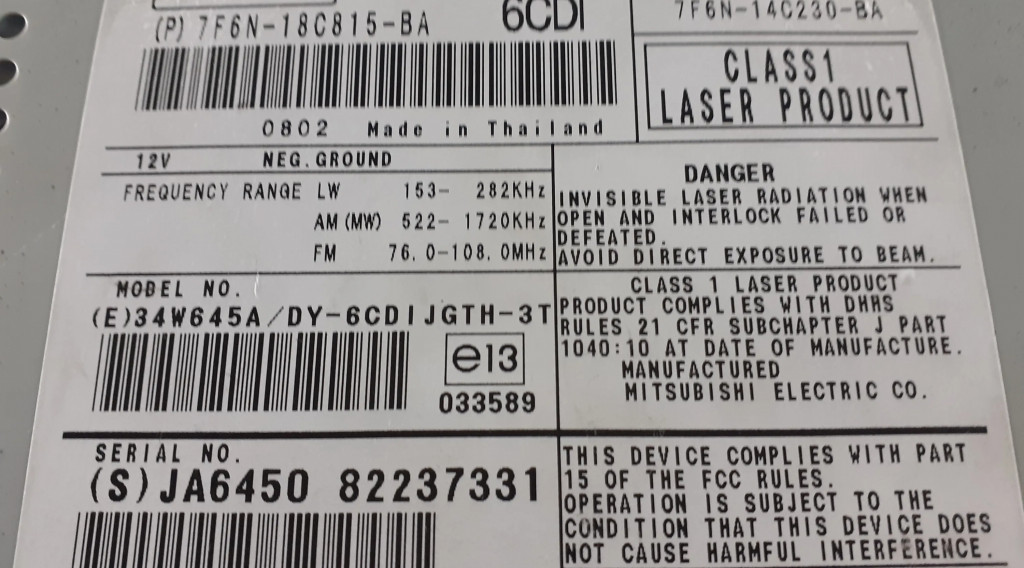 (P) 7F6N-18C815-BA
6CDI
7F6N-14C230-BA
CLASS1
LASER PRODUCT
0802 Made in Thailand
12V NEG.GROUND
FREQUENCY RANGE LW 153- 282KHz
AM (MW) 522- 1720KHz
FM 76.0-108.0MHz
DANGER
INVISIBLE LASER RADIATION WHEN
OPEN AND INTERLOCK FAILED OR
DEFEATED.
AVOID DIRECT EXPOSURE TO BEAM.
MODEL NO.
(E)34W645A/DY-6CDIJGTH-3T
e13
033589
CLASS 1 LASER PRODUCT
PRODUCT COMPLIES WITH DHHS
RULES 21 CFR SUBCHAPTER J PART
1040:10 AT DATE OF MANUFACTURE.
MANUFACTURED
MITSUBISHI ELECTRIC CO.
SERIAL NO.
(S)JA6450 82237331
THIS DEVICE COMPLIES WITH PART
15 OF THE FCC RULES.
OPERATION IS SUBJECT TO THE
CONDITION THAT THIS DEVICE DOES
NOT CAUSE HARMFUL INTERFERENCE.